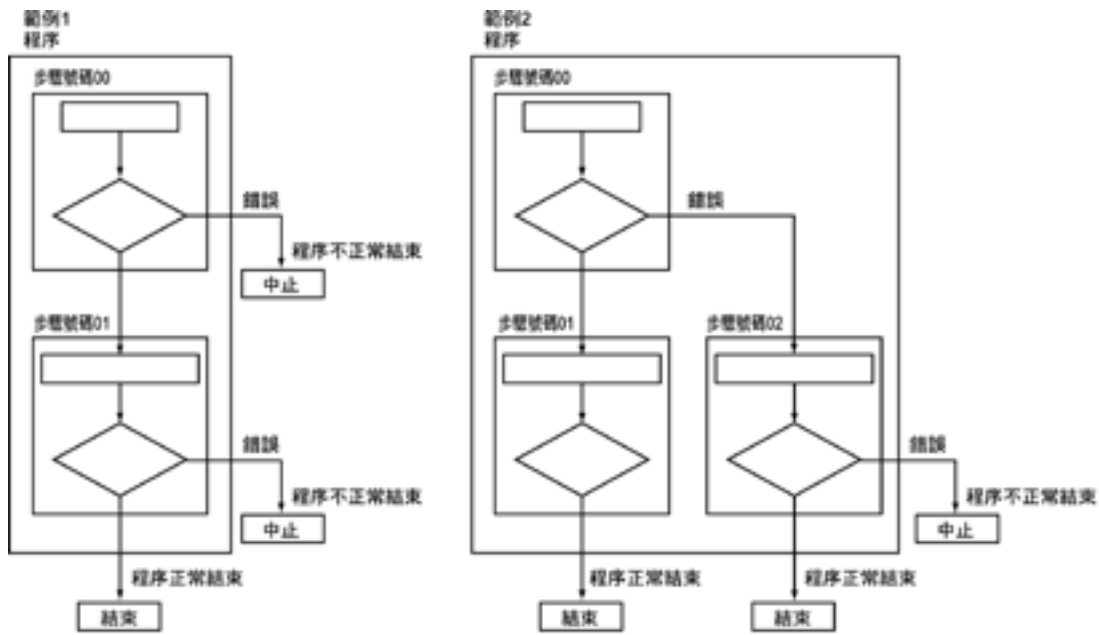 範例1
程序
步驟號碼00
錯誤
程序不正常結束
中止
步驟號碼01
錯誤
程序不正常結束
中止
程序正常結束
結束
範例2
程序
步驟號碼00
錯誤
步驟號碼01
步驟號碼02
錯誤
程序不正常結束
中止
程序正常結束
程序正常結束
結束
結束